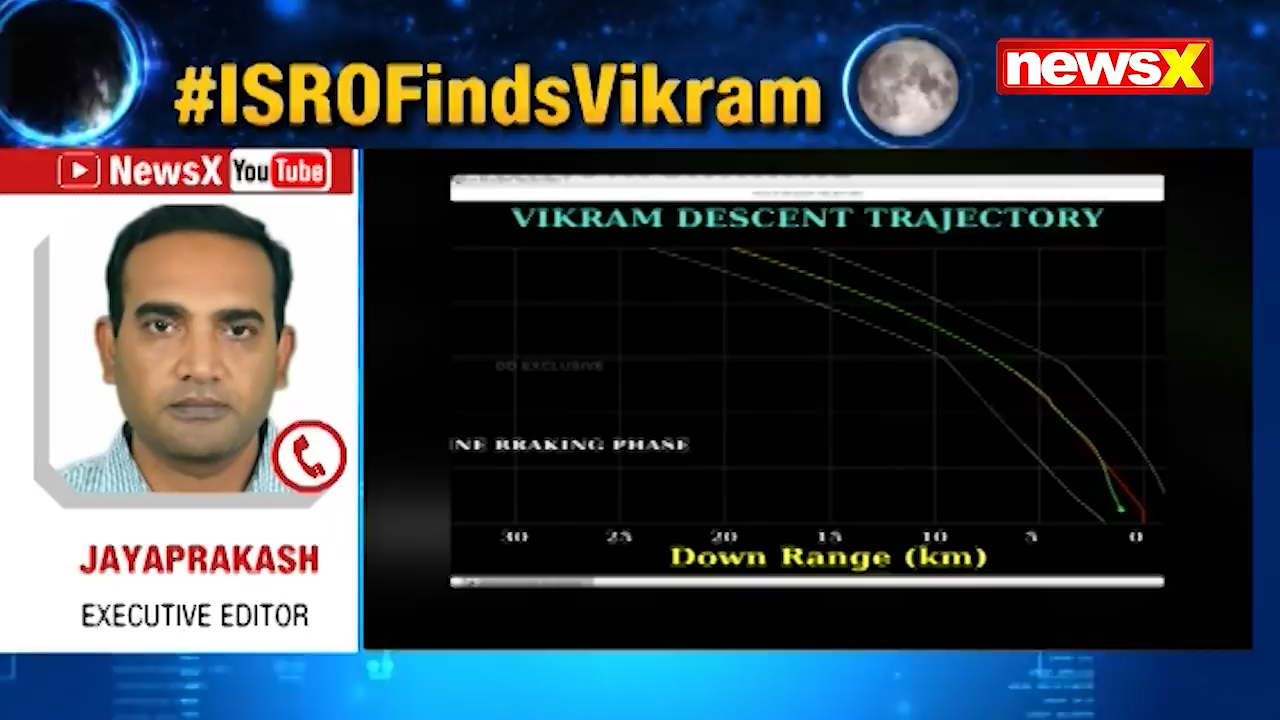 #ISROFindsVikram
newsX
NewsX YouTube
VIKRAM DESCENT TRAJECTORY
DD EXCLUSIVE
INE BRAKING PHASE
30 25 20 15 10 5 0
Down Range (km)
JAYAPRAKASH
EXECUTIVE EDITOR